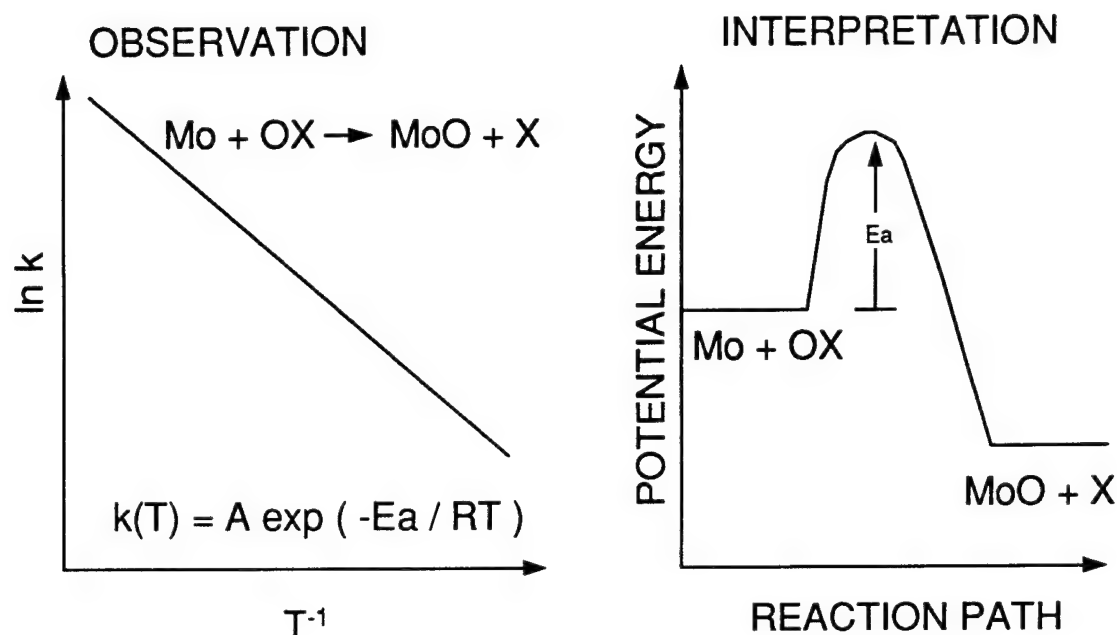 OBSERVATION
Mo + OX → MoO + X
ln k
k(T) = A exp ( -Ea / RT )
T⁻¹
INTERPRETATION
POTENTIAL ENERGY
Ea
Mo + OX
MoO + X
REACTION PATH